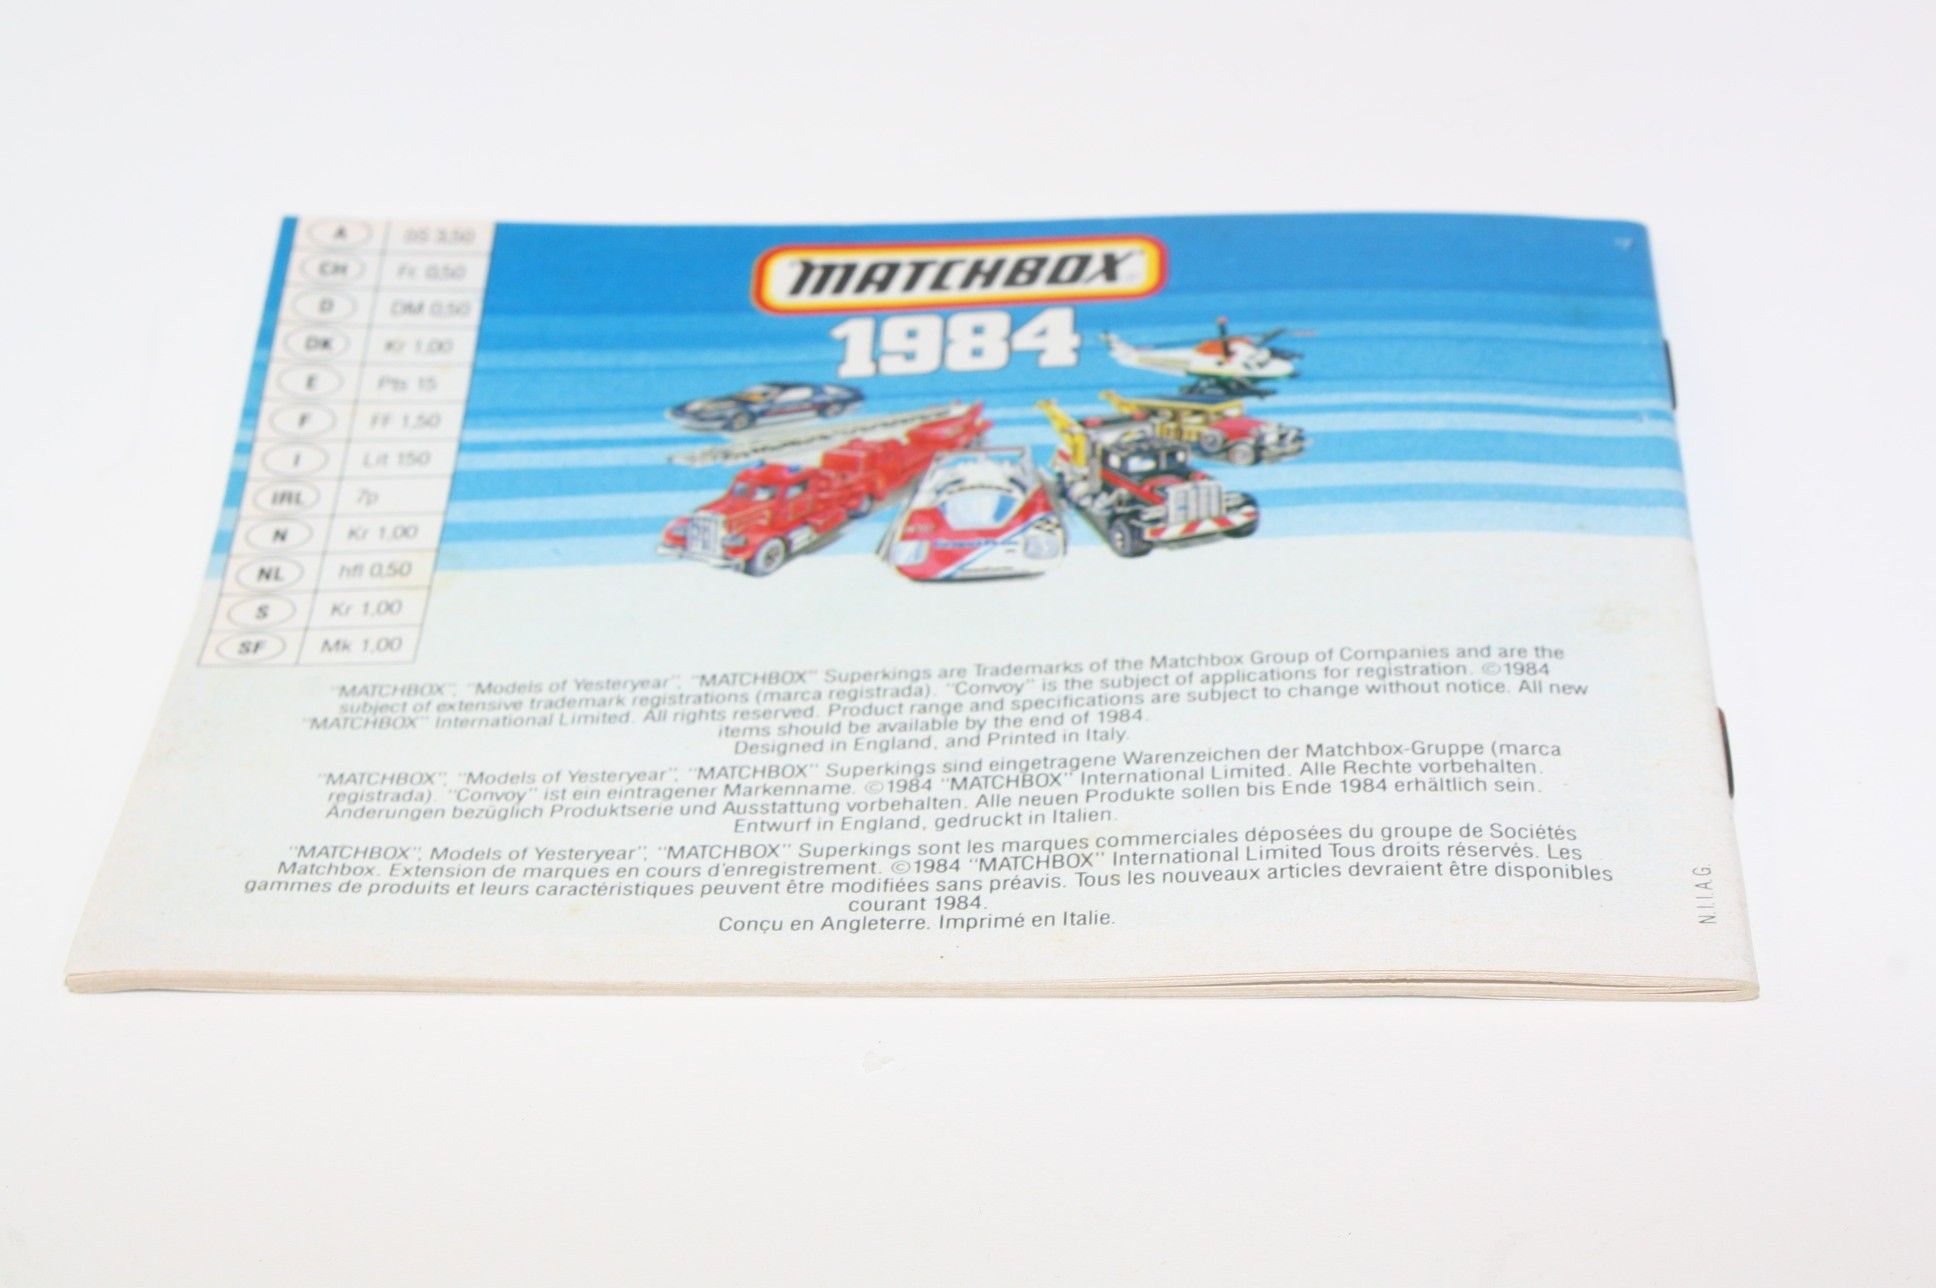 A öS 3,50
CH Fr. 0,50
D DM 0,50
DK Kr 1,00
E Pts 15
F FF 1,50
I Lit 150
IRL 7p
N Kr 1,00
NL hfl 0,50
S Kr 1,00
SF Mk 1,00
"MATCHBOX"
1984
"MATCHBOX", "Models of Yesteryear", "MATCHBOX" Superkings are Trademarks of the Matchbox Group of Companies and are the
subject of extensive trademark registrations (marca registrada). "Convoy" is the subject of applications for registration. ©1984
"MATCHBOX" International Limited. All rights reserved. Product range and specifications are subject to change without notice. All new
items should be available by the end of 1984.
Designed in England, and Printed in Italy.
"MATCHBOX", "Models of Yesteryear", "MATCHBOX" Superkings sind eingetragene Warenzeichen der Matchbox-Gruppe (marca
registrada). "Convoy" ist ein eintragener Markenname. ©1984 "MATCHBOX" International Limited. Alle Rechte vorbehalten.
Änderungen bezüglich Produktserie und Ausstattung vorbehalten. Alle neuen Produkte sollen bis Ende 1984 erhältlich sein.
Entwurf in England, gedruckt in Italien.
"MATCHBOX", Models of Yesteryear", "MATCHBOX" Superkings sont les marques commerciales déposées du groupe de Sociétés
Matchbox. Extension de marques en cours d'enregistrement. ©1984 "MATCHBOX" International Limited Tous droits réservés. Les
gammes de produits et leurs caractéristiques peuvent être modifiées sans préavis. Tous les nouveaux articles devraient être disponibles
courant 1984.
Conçu en Angleterre. Imprimé en Italie.
N.I.I.A.G.